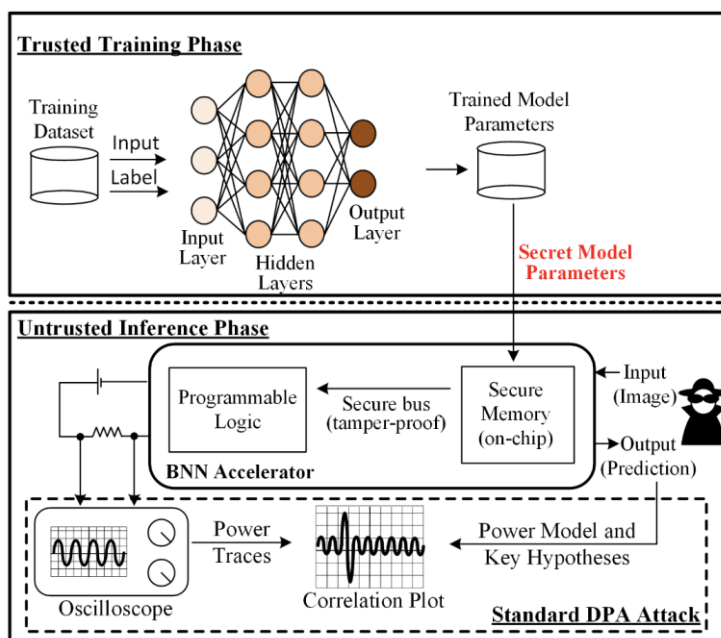 Trusted Training Phase
Training
Dataset
Input
Label
Input
Layer
Hidden
Layers
Output
Layer
Trained Model
Parameters
Secret Model
Parameters
Untrusted Inference Phase
Programmable
Logic
Secure bus
(tamper-proof)
Secure
Memory
(on-chip)
BNN Accelerator
Input
(Image)
Output
(Prediction)
Oscilloscope
Power
Traces
Correlation Plot
Power Model and
Key Hypotheses
Standard DPA Attack